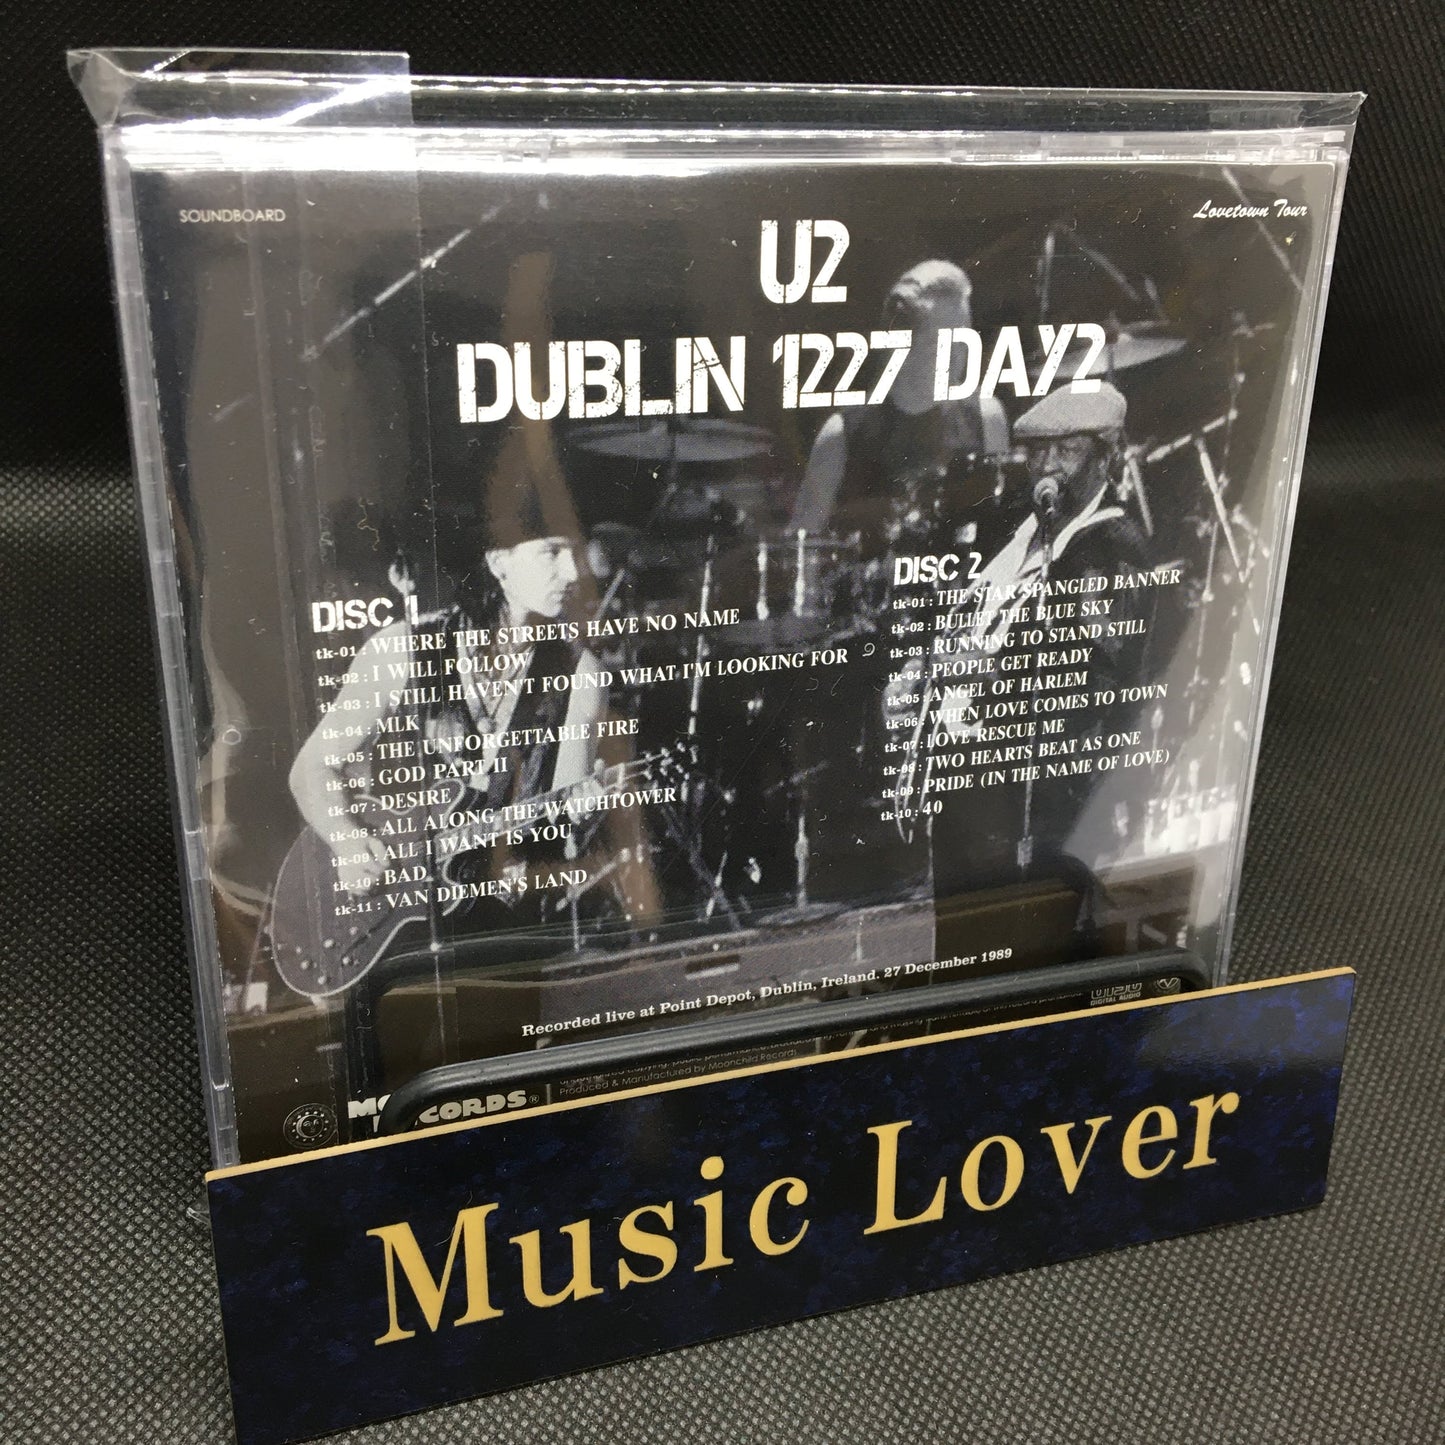 SOUNDBOARD
Lovetown Tour
U2
DUBLIN 1227 DAY2
DISC 1
tk-01 : WHERE THE STREETS HAVE NO NAME
tk-02 : I WILL FOLLOW
tk-03 : I STILL HAVEN'T FOUND WHAT I'M LOOKING FOR
tk-04 : MLK
tk-05 : THE UNFORGETTABLE FIRE
tk-06 : GOD PART II
tk-07 : DESIRE
tk-08 : ALL ALONG THE WATCHTOWER
tk-09 : ALL I WANT IS YOU
tk-10 : BAD
tk-11 : VAN DIEMEN'S LAND
DISC 2
tk-01 : THE STAR SPANGLED BANNER
tk-02 : BULLET THE BLUE SKY
tk-03 : RUNNING TO STAND STILL
tk-04 : PEOPLE GET READY
tk-05 : ANGEL OF HARLEM
tk-06 : WHEN LOVE COMES TO TOWN
tk-07 : LOVE RESCUE ME
tk-08 : TWO HEARTS BEAT AS ONE
tk-09 : PRIDE (IN THE NAME OF LOVE)
tk-10 : 40
Recorded live at Point Depot, Dublin, Ireland. 27 December 1989
DIGITAL AUDIO
Produced & Manufactured by Moonchild Records
Music Lover